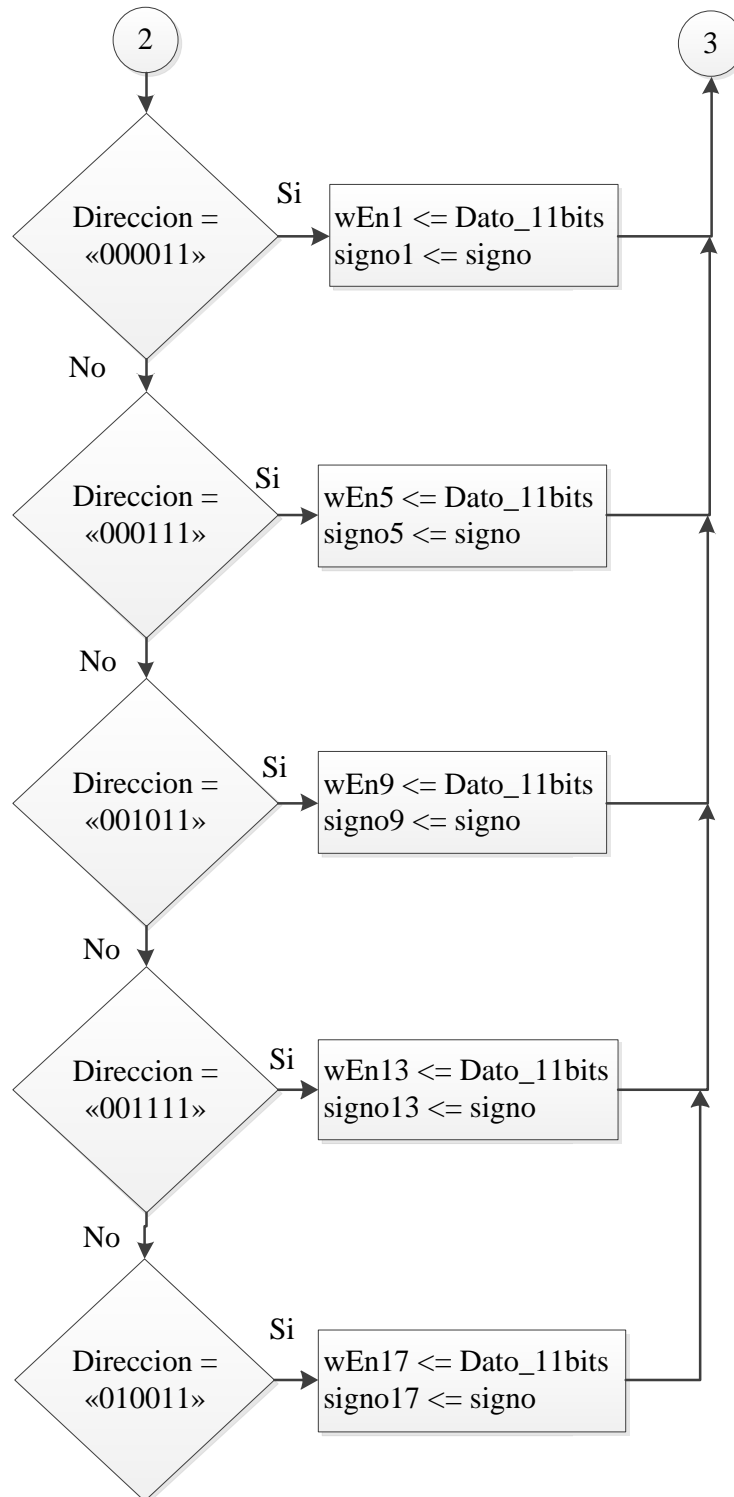 2
3
Direccion =
«000011»
Si
wEn1 <= Dato_11bits
signo1 <= signo
No
Direccion =
«000111»
Si
wEn5 <= Dato_11bits
signo5 <= signo
No
Direccion =
«001011»
Si
wEn9 <= Dato_11bits
signo9 <= signo
No
Direccion =
«001111»
Si
wEn13 <= Dato_11bits
signo13 <= signo
No
Direccion =
«010011»
Si
wEn17 <= Dato_11bits
signo17 <= signo